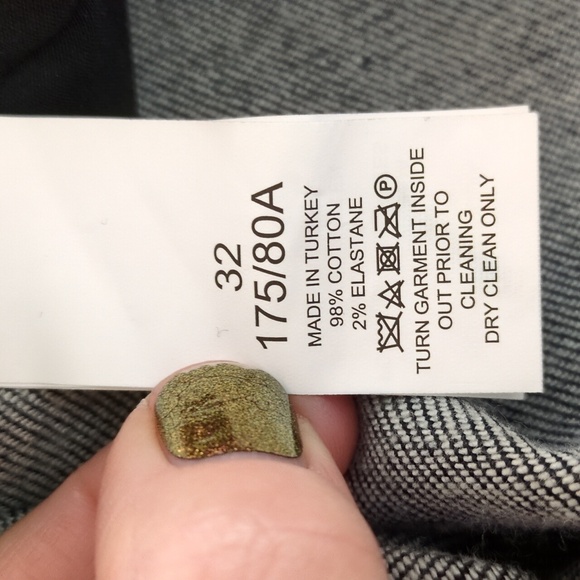 32
175/80A
MADE IN TURKEY
98% COTTON
2% ELASTANE
P
TURN GARMENT INSIDE
OUT PRIOR TO
CLEANING
DRY CLEAN ONLY